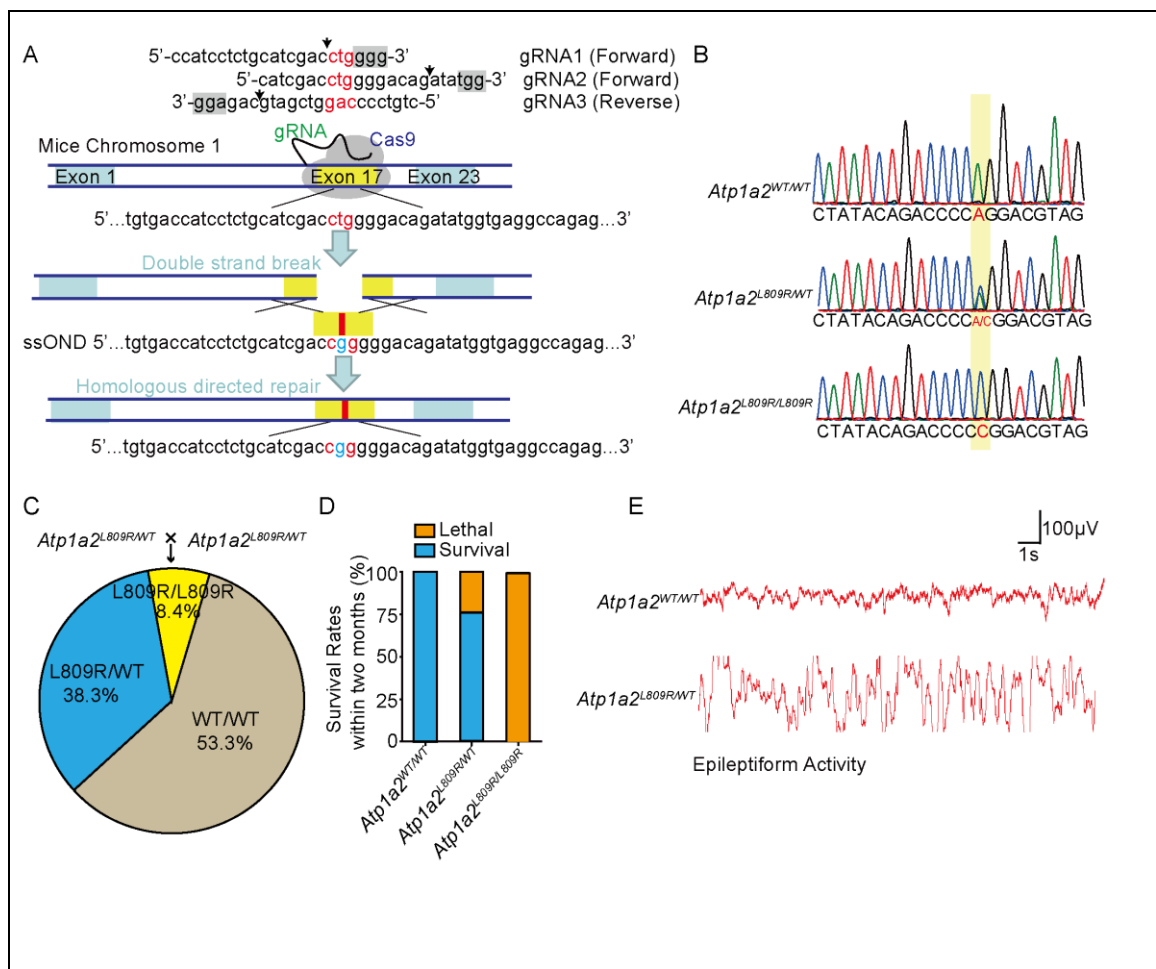 A
5'-ccatcctctgcatcgacctgggg-3' gRNA1 (Forward)
5'-catcgacctggggacagatatgg-3' gRNA2 (Forward)
3'-ggagacgtagctggacccctgtc-5' gRNA3 (Reverse)
gRNA
Cas9
Mice Chromosome 1
Exon 1 Exon 17 Exon 23
5'...tgtgaccatcctctgcatcgacctggggacagatatggtgaggccagag...3'
Double strand break
ssOND 5'...tgtgaccatcctctgcatcgaccgggggacagatatggtgaggccagag...3'
Homologous directed repair
5'...tgtgaccatcctctgcatcgaccgggggacagatatggtgaggccagag...3'
B
Atp1a2WT/WT
CTATACAGACCCCAGGACGTAG
Atp1a2L809R/WT
CTATACAGACCCCA/CGGACGTAG
Atp1a2L809R/L809R
CTATACAGACCCCCGGACGTAG
C
Atp1a2L809R/WT × Atp1a2L809R/WT
L809R/L809R
8.4%
L809R/WT
38.3%
WT/WT
53.3%
D
Lethal
Survival
Survival Rates
within two months (%)
100
75
50
25
0
Atp1a2WT/WT
Atp1a2L809R/WT
Atp1a2L809R/L809R
E
100µV
1s
Atp1a2WT/WT
Atp1a2L809R/WT
Epileptiform Activity